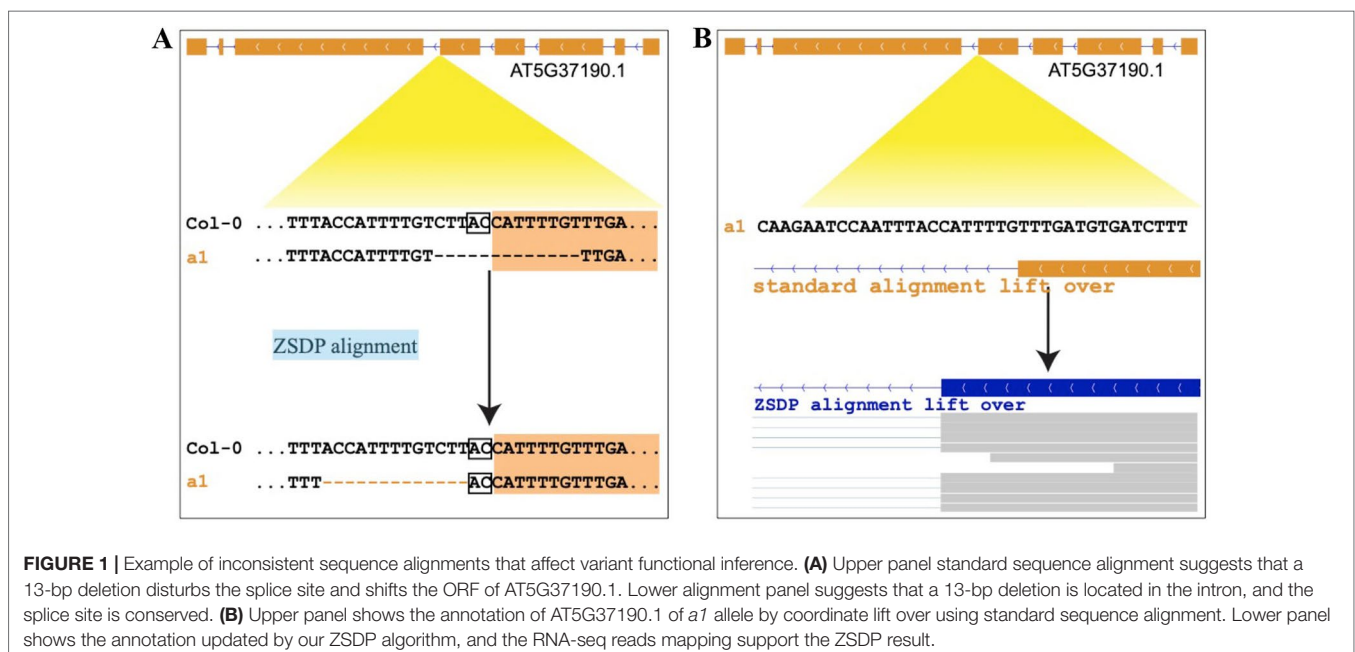 A
AT5G37190.1
Col-0 ...TTTACCATTTTGTCTTACCATTTTGTTTGA...
a1 ...TTTACCATTTTGT-------------TTGA...
ZSDP alignment
Col-0 ...TTTACCATTTTGTCTTACCATTTTGTTTGA...
a1 ...TTT-------------ACCATTTTGTTTGA...
B
AT5G37190.1
a1 CAAGAATCCAATTTACCATTTTGTTTGATGTGATCTTT
standard alignment lift over
ZSDP alignment lift over
FIGURE 1 | Example of inconsistent sequence alignments that affect variant functional inference. (A) Upper panel standard sequence alignment suggests that a
13-bp deletion disturbs the splice site and shifts the ORF of AT5G37190.1. Lower alignment panel suggests that a 13-bp deletion is located in the intron, and the
splice site is conserved. (B) Upper panel shows the annotation of AT5G37190.1 of a1 allele by coordinate lift over using standard sequence alignment. Lower panel
shows the annotation updated by our ZSDP algorithm, and the RNA-seq reads mapping support the ZSDP result.